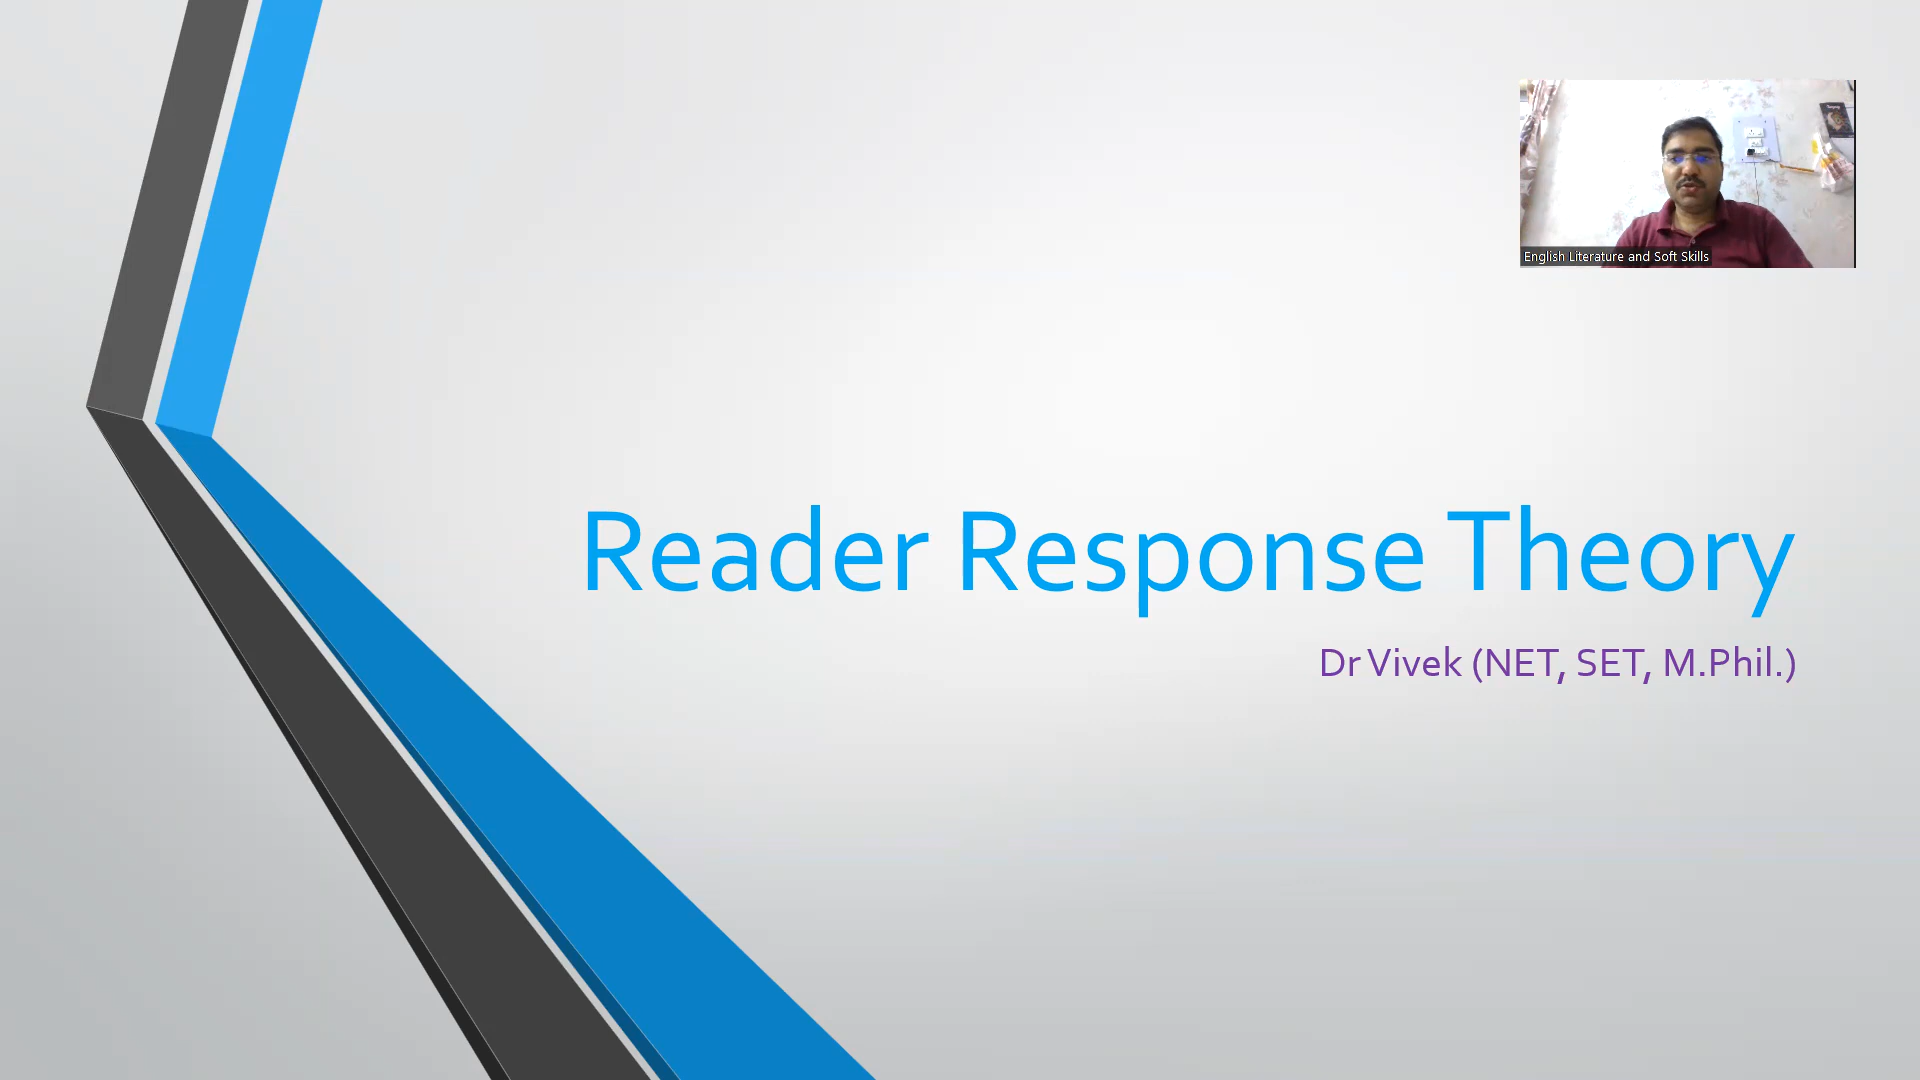 English Literature and Soft Skills
Reader Response Theory
Dr Vivek (NET, SET, M.Phil.)